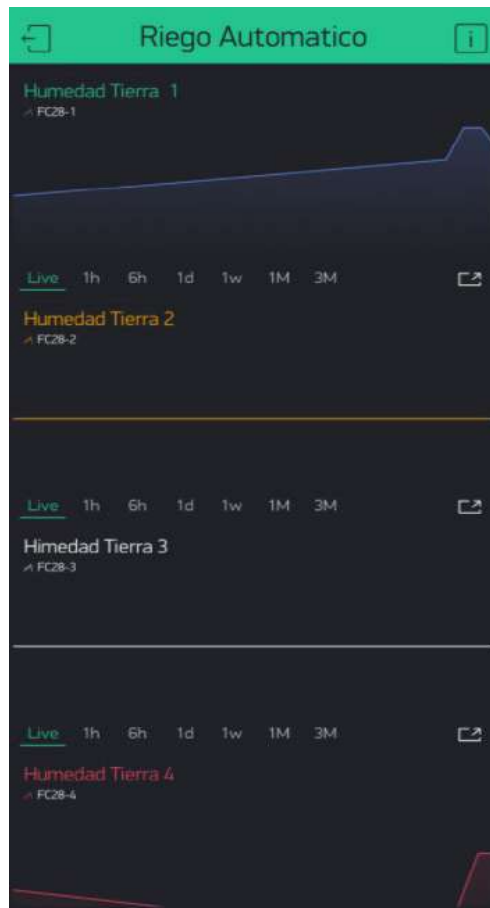 Riego Automatico
i
Humedad Tierra 1
FC28-1
Live 1h 6h 1d 1w 1M 3M
Humedad Tierra 2
FC28-2
Live 1h 6h 1d 1w 1M 3M
Himedad Tierra 3
FC28-3
Live 1h 6h 1d 1w 1M 3M
Humedad Tierra 4
FC28-4